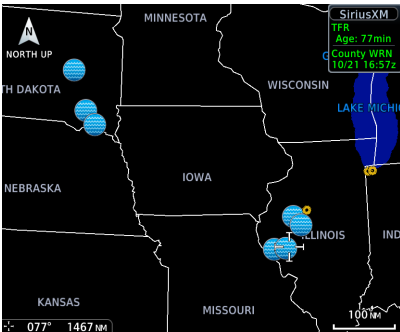 MINNESOTA
SiriusXM
TFR
Age: 77min
County WRN
10/21 16:57z
N
NORTH UP
WISCONSIN
TH DAKOTA
LAKE MICHI
IOWA
NEBRASKA
ILLINOIS
IND
KANSAS
MISSOURI
100NM
077° 1467NM